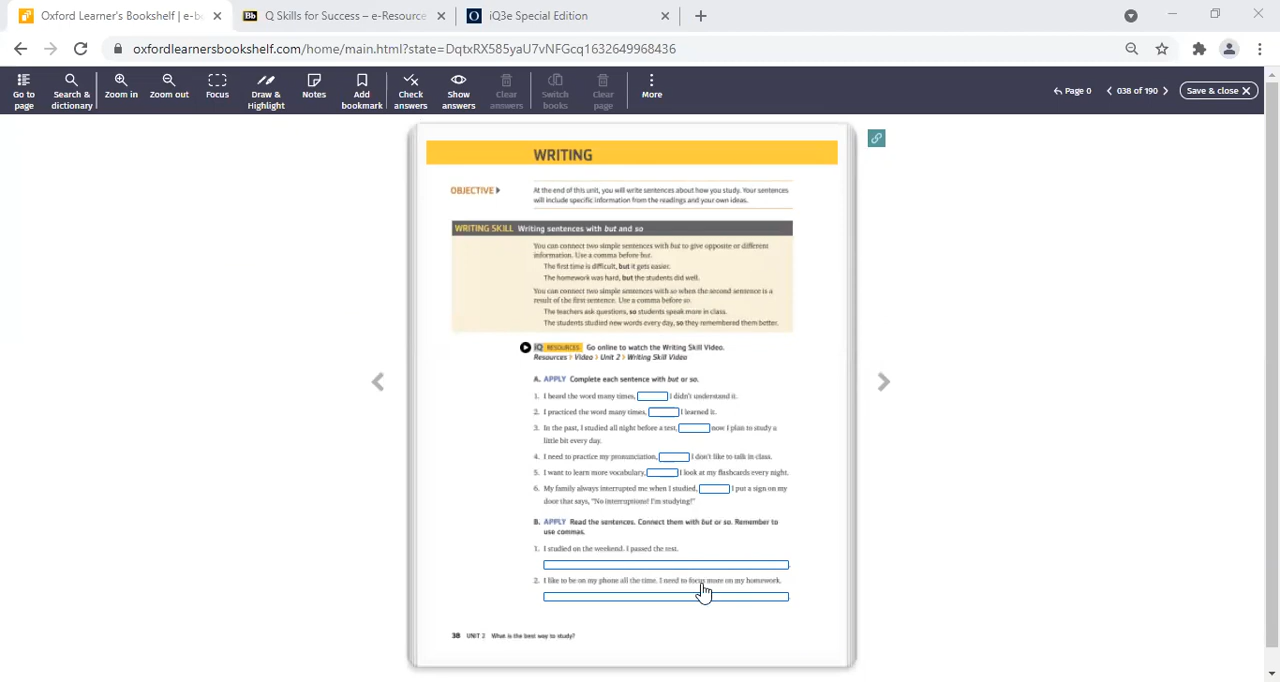 Oxford Learner's Bookshelf | e-b
Q Skills for Success – e-Resource
iQ3e Special Edition
oxfordlearnersbookshelf.com/home/main.html?state=DqtxRX585yaU7vNFGcq1632649968436
Go to page
Search & dictionary
Zoom in
Zoom out
Focus
Draw & Highlight
Notes
Add bookmark
Check answers
Show answers
Clear answers
Switch books
Clear page
More
Page 0
038 of 190
Save & close
WRITING
OBJECTIVE
At the end of this unit, you will write sentences about how you study. Your sentences
will include specific information from the readings and your own ideas.
WRITING SKILL Writing sentences with but and so
You can connect two simple sentences with but to give opposite or different
information. Use a comma before but.
The first time is difficult, but it gets easier.
The homework was hard, but the students did well.
You can connect two simple sentences with so when the second sentence is a
result of the first sentence. Use a comma before so.
The teachers ask questions, so students speak more in class.
The students studied new words every day, so they remembered them better.
iQ RESOURCES Go online to watch the Writing Skill Video.
Resources > Video > Unit 2 > Writing Skill Video
A. APPLY Complete each sentence with but or so.
1. I heard the word many times, I didn't understand it.
2. I practiced the word many times, I learned it.
3. In the past, I studied all night before a test, now I plan to study a
little bit every day.
4. I need to practice my pronunciation, I don't like to talk in class.
5. I want to learn more vocabulary, I look at my flashcards every night.
6. My family always interrupted me when I studied, I put a sign on my
door that says, "No interruptions! I'm studying!"
B. APPLY Read the sentences. Connect them with but or so. Remember to
use commas.
1. I studied on the weekend. I passed the test.
2. I like to be on my phone all the time. I need to focus more on my homework.
38 UNIT 2 What is the best way to study?